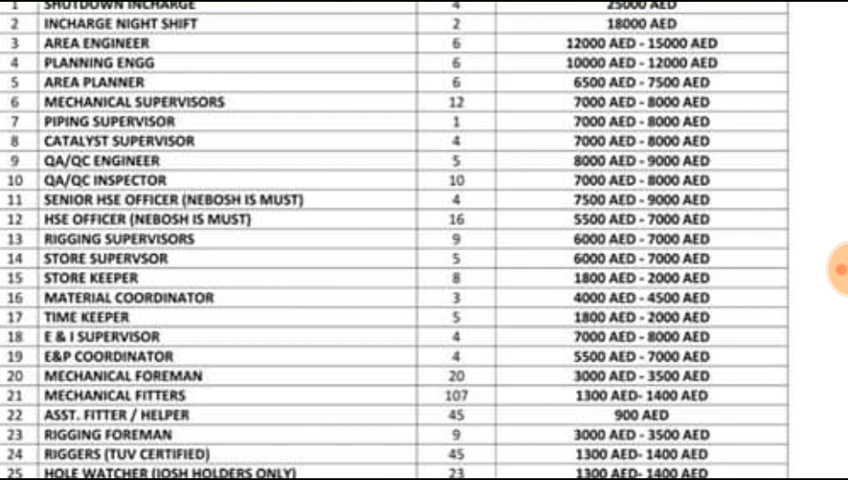 1 SHUTDOWN INCHARGE 4 25000 AED
2 INCHARGE NIGHT SHIFT 2 18000 AED
3 AREA ENGINEER 6 12000 AED - 15000 AED
4 PLANNING ENGG 6 10000 AED - 12000 AED
5 AREA PLANNER 6 6500 AED - 7500 AED
6 MECHANICAL SUPERVISORS 12 7000 AED - 8000 AED
7 PIPING SUPERVISOR 1 7000 AED - 8000 AED
8 CATALYST SUPERVISOR 4 7000 AED - 8000 AED
9 QA/QC ENGINEER 5 8000 AED - 9000 AED
10 QA/QC INSPECTOR 10 7000 AED - 8000 AED
11 SENIOR HSE OFFICER (NEBOSH IS MUST) 4 7500 AED - 9000 AED
12 HSE OFFICER (NEBOSH IS MUST) 16 5500 AED - 7000 AED
13 RIGGING SUPERVISORS 9 6000 AED - 7000 AED
14 STORE SUPERVSOR 5 6000 AED - 7000 AED
15 STORE KEEPER 8 1800 AED - 2000 AED
16 MATERIAL COORDINATOR 3 4000 AED - 4500 AED
17 TIME KEEPER 5 1800 AED - 2000 AED
18 E & I SUPERVISOR 4 7000 AED - 8000 AED
19 E&P COORDINATOR 4 5500 AED - 7000 AED
20 MECHANICAL FOREMAN 20 3000 AED - 3500 AED
21 MECHANICAL FITTERS 107 1300 AED- 1400 AED
22 ASST. FITTER / HELPER 45 900 AED
23 RIGGING FOREMAN 9 3000 AED - 3500 AED
24 RIGGERS (TUV CERTIFIED) 45 1300 AED- 1400 AED
25 HOLE WATCHER (IOSH HOLDERS ONLY) 23 1300 AED- 1400 AED